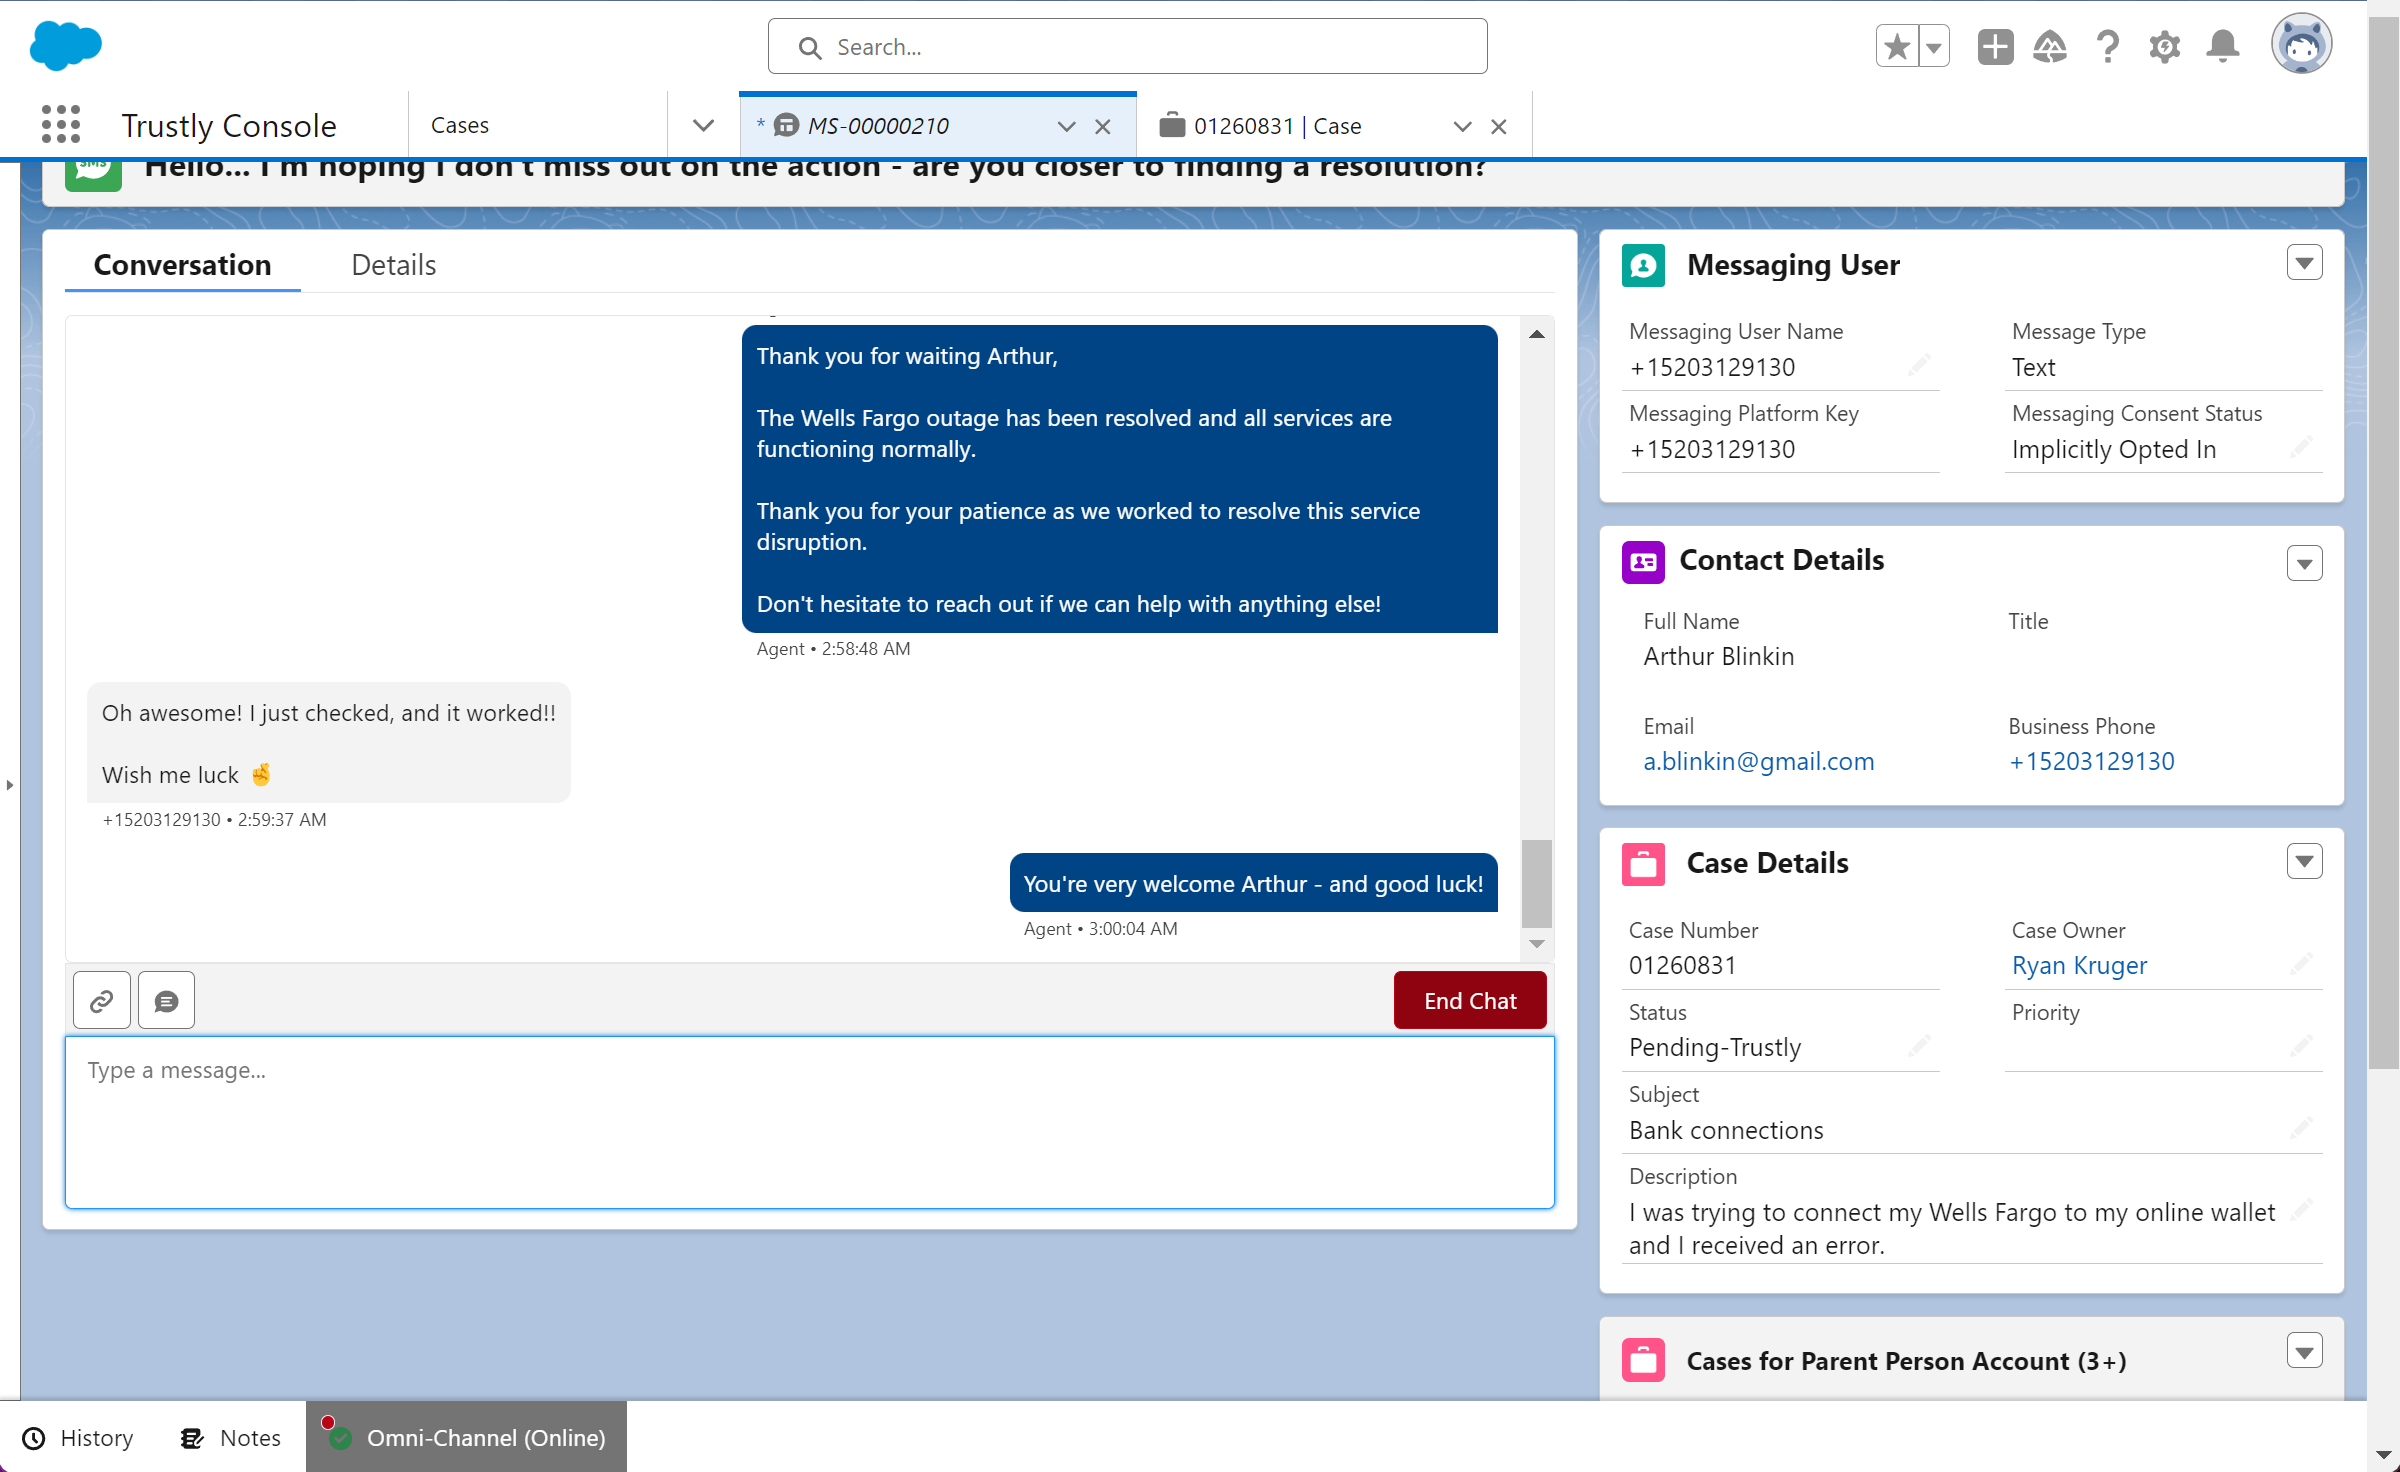 Search...
Trustly Console
Cases
* MS-00000210
01260831 | Case
SMS
Hello... I'm hoping I don't miss out on the action - are you closer to finding a resolution?
Conversation
Details
Thank you for waiting Arthur,
The Wells Fargo outage has been resolved and all services are
functioning normally.
Thank you for your patience as we worked to resolve this service
disruption.
Don't hesitate to reach out if we can help with anything else!
Agent • 2:58:48 AM
Oh awesome! I just checked, and it worked!!
Wish me luck 🤞
+15203129130 • 2:59:37 AM
You're very welcome Arthur - and good luck!
Agent • 3:00:04 AM
End Chat
Type a message...
Messaging User
Messaging User Name
+15203129130
Message Type
Text
Messaging Platform Key
+15203129130
Messaging Consent Status
Implicitly Opted In
Contact Details
Full Name
Arthur Blinkin
Title
Email
a.blinkin@gmail.com
Business Phone
+15203129130
Case Details
Case Number
01260831
Case Owner
Ryan Kruger
Status
Pending-Trustly
Priority
Subject
Bank connections
Description
I was trying to connect my Wells Fargo to my online wallet
and I received an error.
Cases for Parent Person Account (3+)
History
Notes
Omni-Channel (Online)